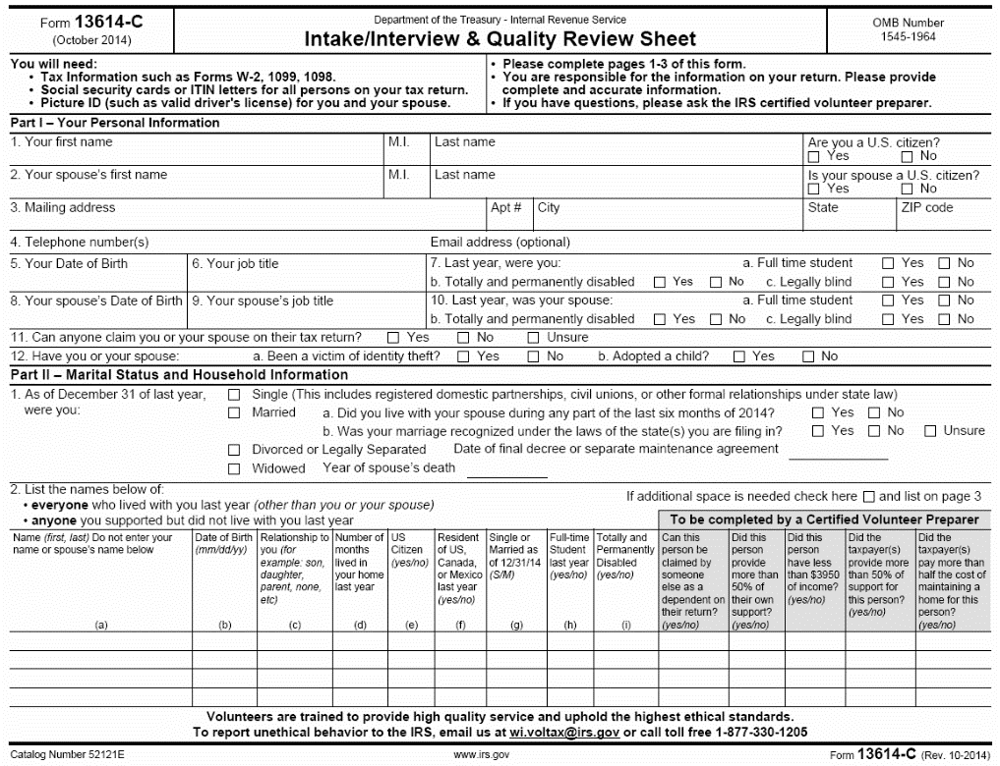 Form 13614-C
(October 2014)
Department of the Treasury - Internal Revenue Service
Intake/Interview & Quality Review Sheet
OMB Number
1545-1964
You will need:
• Tax Information such as Forms W-2, 1099, 1098.
• Social security cards or ITIN letters for all persons on your tax return.
• Picture ID (such as valid driver's license) for you and your spouse.
• Please complete pages 1-3 of this form.
• You are responsible for the information on your return. Please provide
complete and accurate information.
• If you have questions, please ask the IRS certified volunteer preparer.
Part I – Your Personal Information
1. Your first name M.I. Last name Are you a U.S. citizen?
Yes No
2. Your spouse's first name M.I. Last name Is your spouse a U.S. citizen?
Yes No
3. Mailing address Apt # City State ZIP code
4. Telephone number(s) Email address (optional)
5. Your Date of Birth 6. Your job title 7. Last year, were you: a. Full time student Yes No
b. Totally and permanently disabled Yes No c. Legally blind Yes No
8. Your spouse's Date of Birth 9. Your spouse's job title 10. Last year, was your spouse: a. Full time student Yes No
b. Totally and permanently disabled Yes No c. Legally blind Yes No
11. Can anyone claim you or your spouse on their tax return? Yes No Unsure
12. Have you or your spouse: a. Been a victim of identity theft? Yes No b. Adopted a child? Yes No
Part II – Marital Status and Household Information
1. As of December 31 of last year, Single (This includes registered domestic partnerships, civil unions, or other formal relationships under state law)
were you: Married a. Did you live with your spouse during any part of the last six months of 2014? Yes No
b. Was your marriage recognized under the laws of the state(s) you are filing in? Yes No Unsure
Divorced or Legally Separated Date of final decree or separate maintenance agreement
Widowed Year of spouse's death
2. List the names below of:
• everyone who lived with you last year (other than you or your spouse)
• anyone you supported but did not live with you last year
If additional space is needed check here and list on page 3
To be completed by a Certified Volunteer Preparer
Name (first, last) Do not enter your
name or spouse's name below
(a)
Date of Birth
(mm/dd/yy)
(b)
Relationship to
you (for
example: son,
daughter,
parent, none,
etc)
(c)
Number of
months
lived in
your home
last year
(d)
US
Citizen
(yes/no)
(e)
Resident
of US,
Canada,
or Mexico
last year
(yes/no)
(f)
Single or
Married as
of 12/31/14
(S/M)
(g)
Full-time
Student
last year
(yes/no)
(h)
Totally and
Permanently
Disabled
(yes/no)
(i)
Can this
person be
claimed by
someone
else as a
dependent on
their return?
(yes/no)
Did this
person
provide
more than
50% of
their own
support?
(yes/no)
Did this
person
have less
than $3950
of income?
(yes/no)
Did the
taxpayer(s)
provide more
than 50% of
support for
this person?
(yes/no)
Did the
taxpayer(s)
pay more than
half the cost of
maintaining a
home for this
person?
(yes/no)
Volunteers are trained to provide high quality service and uphold the highest ethical standards.
To report unethical behavior to the IRS, email us at wi.voltax@irs.gov or call toll free 1-877-330-1205
Catalog Number 52121E www.irs.gov Form 13614-C (Rev. 10-2014)